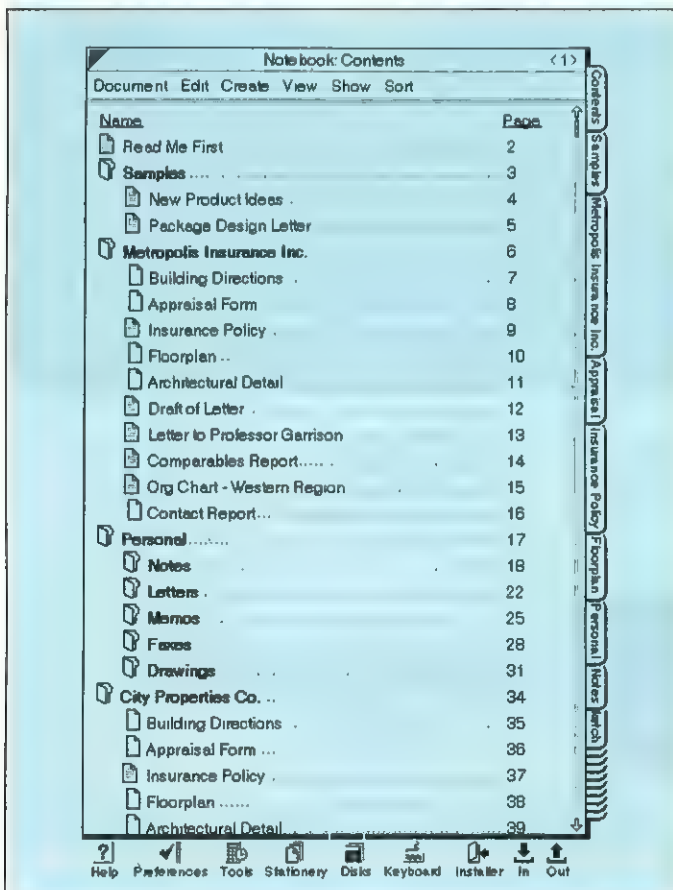 Notebook: Contents <1>
Document Edit Create View Show Sort
Name Page
Read Me First 2
Samples 3
New Product Ideas 4
Package Design Letter 5
Metropolis Insurance Inc. 6
Building Directions 7
Appraisal Form 8
Insurance Policy 9
Floorplan 10
Architectural Detail 11
Draft of Letter 12
Letter to Professor Garrison 13
Comparables Report 14
Org Chart - Western Region 15
Contact Report 16
Personal 17
Notes 18
Letters 22
Memos 25
Faxes 28
Drawings 31
City Properties Co. 34
Building Directions 35
Appraisal Form 36
Insurance Policy 37
Floorplan 38
Architectural Detail 39
Contents
Samples
Metropolis Insurance Inc.
Appraisal
Insurance Policy
Floorplan
Personal
Notes
Help Preferences Tools Stationery Disks Keyboard Installer In Out